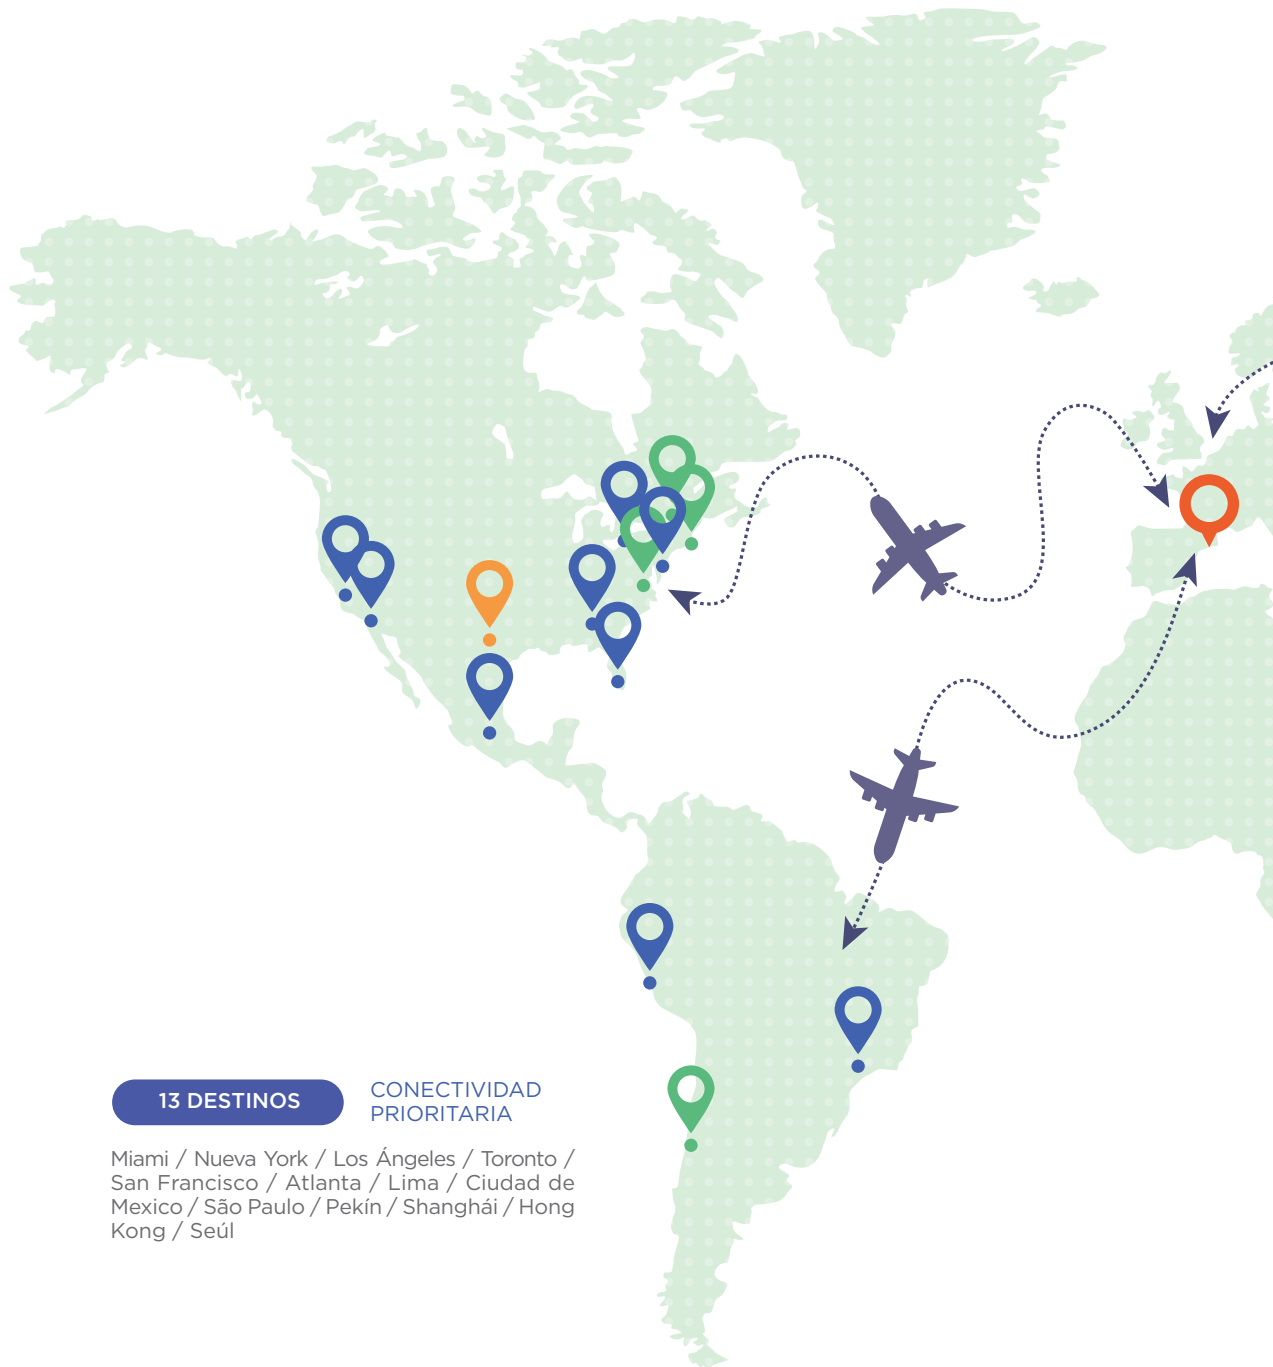 13 DESTINOS
CONECTIVIDAD
PRIORITARIA
Miami / Nueva York / Los Ángeles / Toronto /
San Francisco / Atlanta / Lima / Ciudad de
Mexico / São Paulo / Pekín / Shanghái / Hong
Kong / Seúl